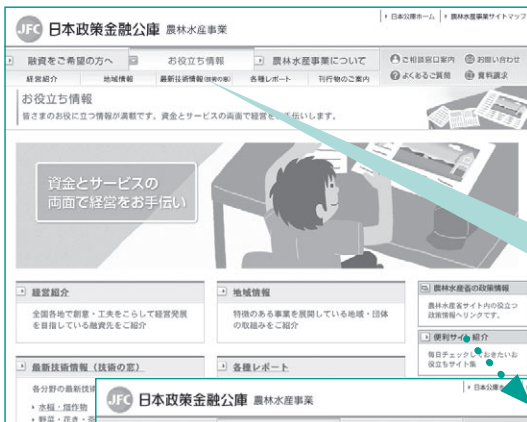 JFC 日本政策金融公庫 農林水産事業
日本公庫ホーム 農林水産事業サイトマップ
融資をご希望の方へ お役立ち情報 農林水産事業について
ご相談窓口案内 お問い合わせ
よくあるご質問 資料請求
経営紹介 地域情報 最新技術情報(技術の窓) 各種レポート 刊行物のご案内
お役立ち情報
皆さまのお役に立つ情報が満載です。資金とサービスの両面で経営をお手伝いします。
資金とサービスの
両面で経営をお手伝い
経営紹介
全国各地で創意・工夫をこらして経営発展
を目指している融資先をご紹介
地域情報
特徴のある事業を展開している地域・団体
の取組みをご紹介
農林水産省の政策情報
農林水産省サイト内の役立つ
政策情報へリンクです。
便利サイト紹介
毎日チェックしておきたいお
役立ちサイト集
最新技術情報(技術の窓)
各分野の最新技術
水稲・畑作物
野菜・花き・茶
各種レポート
JFC 日本政策金融公庫 農林水産事業
日本公庫